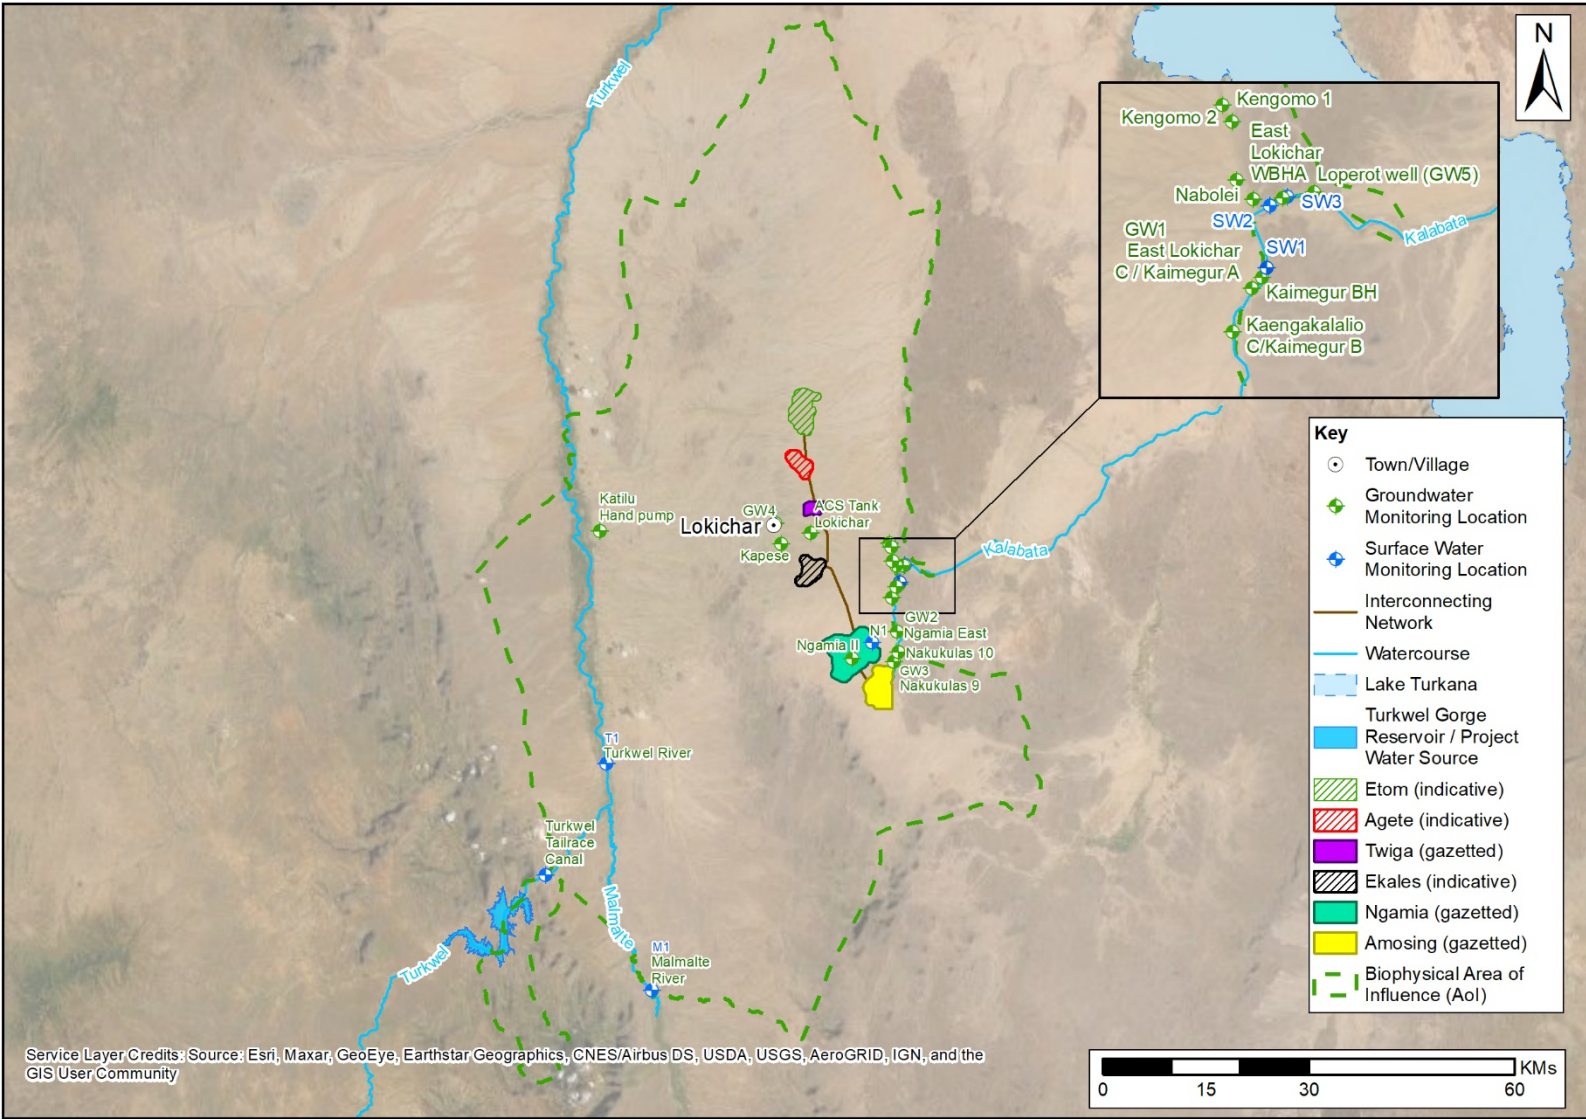 Turkwel
N
Kengomo 1
Kengomo 2
East
Lokichar
WBHA
Loperot well (GW5)
Nabolei
SW3
SW2
Kalabata
GW1
East Lokichar
C / Kaimegur A
SW1
Kaimegur BH
Kaengakalalio
C/Kaimegur B
Katilu
Hand pump
GW4
Lokichar
ACS Tank
Lokichar
Kapese
Kalabata
GW2
Ngamia East
N1
Ngamia II
Nakukulas 10
GW3
Nakukulas 9
T1
Turkwel River
Turkwel
Tailrace
Canal
Malmalte
M1
Malmalte
River
Turkwel
Key
Town/Village
Groundwater
Monitoring Location
Surface Water
Monitoring Location
Interconnecting
Network
Watercourse
Lake Turkana
Turkwel Gorge
Reservoir / Project
Water Source
Etom (indicative)
Agete (indicative)
Twiga (gazetted)
Ekales (indicative)
Ngamia (gazetted)
Amosing (gazetted)
Biophysical Area of
Influence (AoI)
Service Layer Credits: Source: Esri, Maxar, GeoEye, Earthstar Geographics, CNES/Airbus DS, USDA, USGS, AeroGRID, IGN, and the
GIS User Community
KMs
0 15 30 60